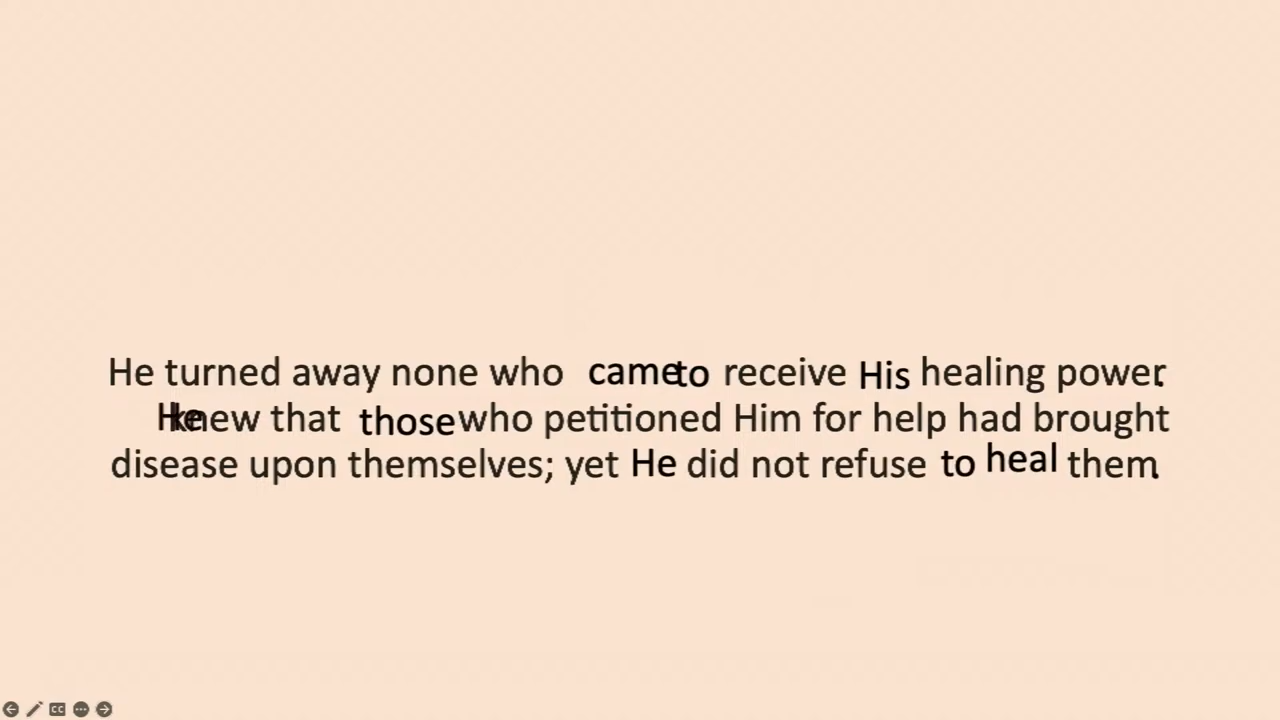 He turned away none who came to receive His healing power.
He knew that those who petitioned Him for help had brought
disease upon themselves; yet He did not refuse to heal them.